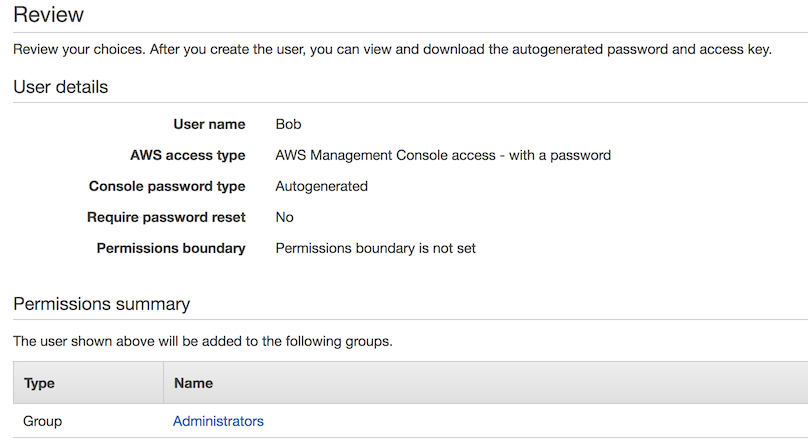 Review
Review your choices. After you create the user, you can view and download the autogenerated password and access key.
User details
User name Bob
AWS access type AWS Management Console access - with a password
Console password type Autogenerated
Require password reset No
Permissions boundary Permissions boundary is not set
Permissions summary
The user shown above will be added to the following groups.
Type Name
Group Administrators